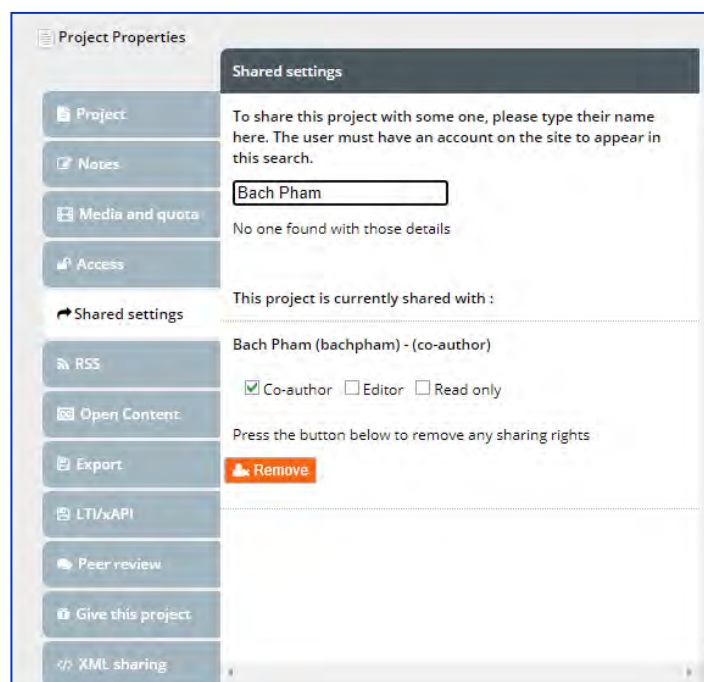 Project Properties
Shared settings
Project
Notes
Media and quota
Access
Shared settings
RSS
Open Content
Export
LTI/xAPI
Peer review
Give this project
XML sharing
To share this project with some one, please type their name
here. The user must have an account on the site to appear in
this search.
Bach Pham
No one found with those details
This project is currently shared with :
Bach Pham (bachpham) - (co-author)
Co-author Editor Read only
Press the button below to remove any sharing rights
Remove